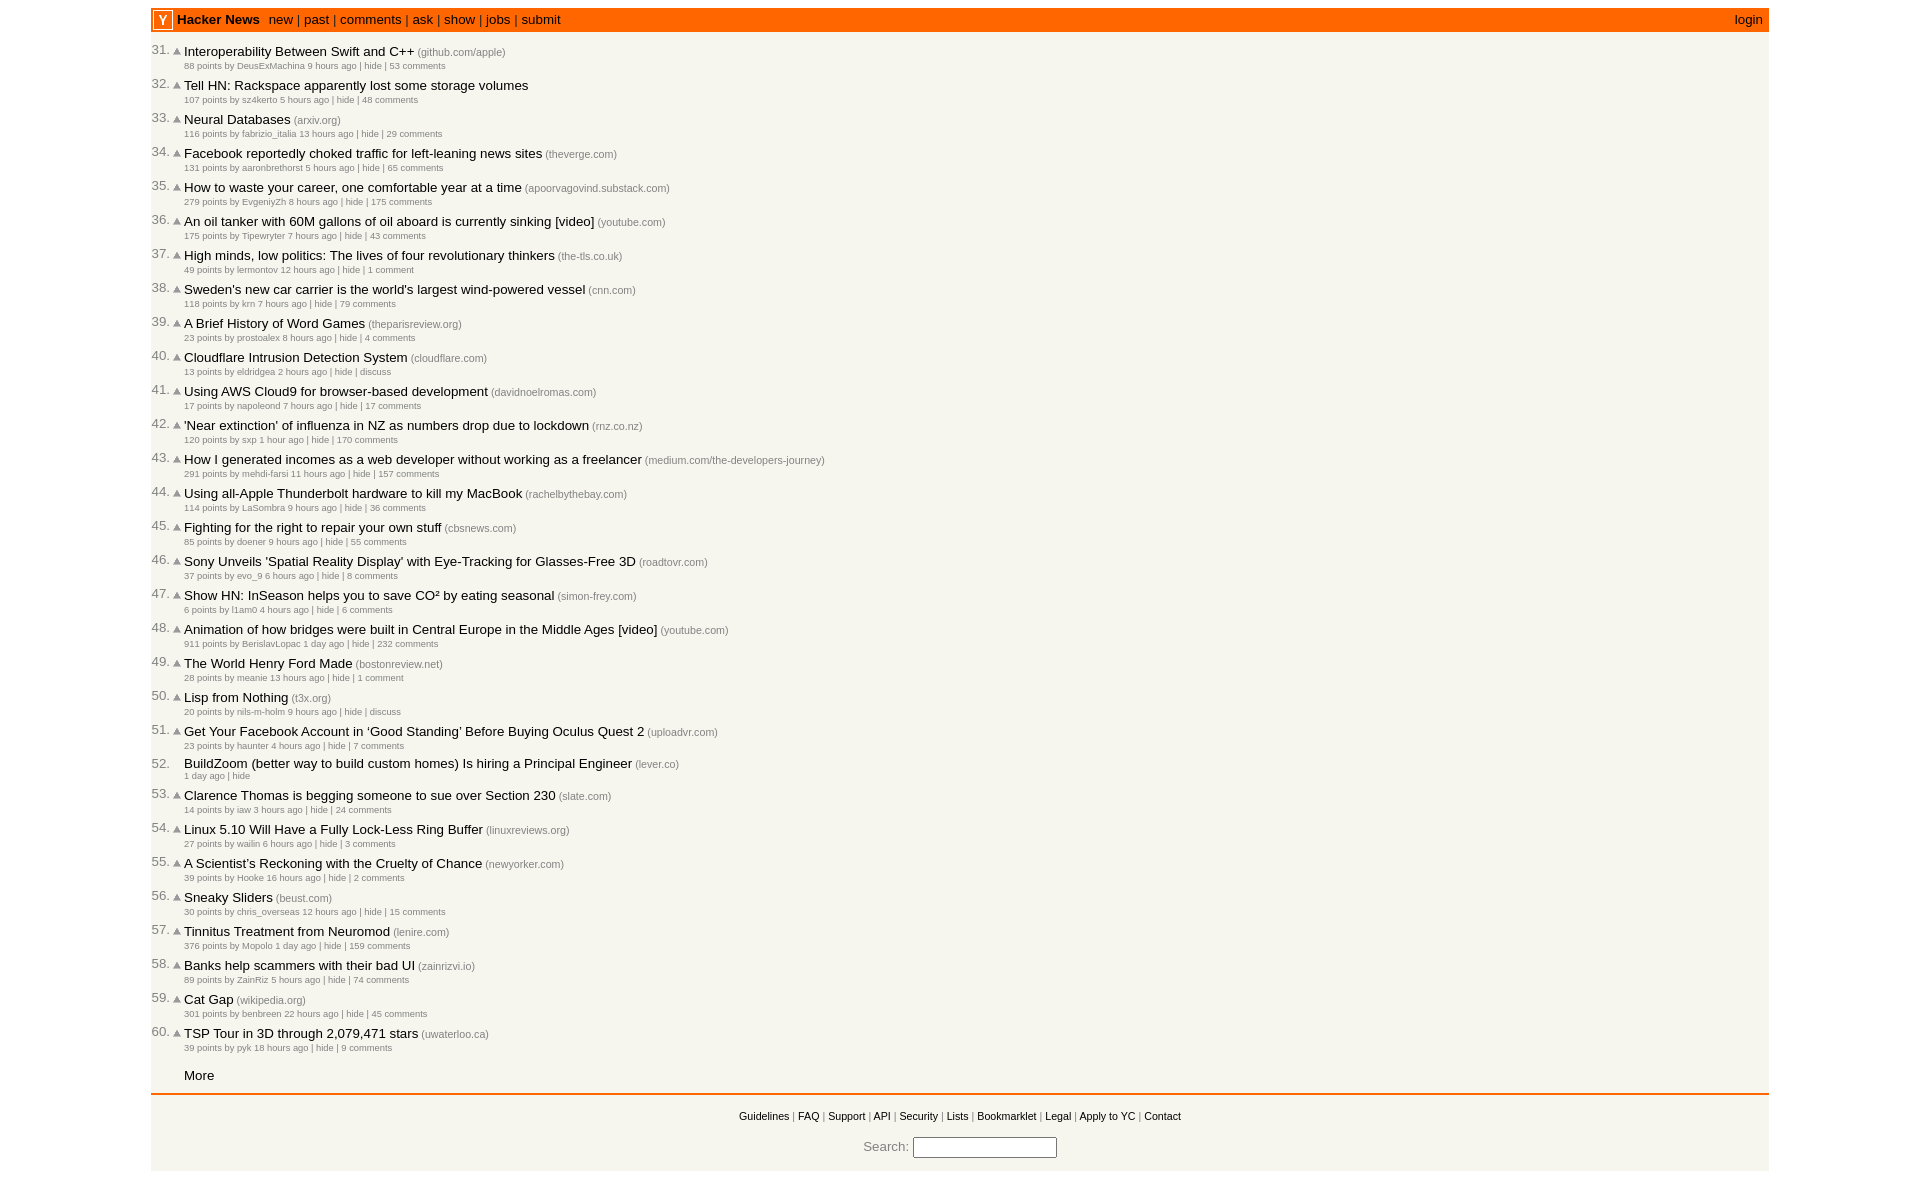 Y Hacker News new | past | comments | ask | show | jobs | submit login
31. Interoperability Between Swift and C++ (github.com/apple)
88 points by DeusExMachina 9 hours ago | hide | 53 comments
32. Tell HN: Rackspace apparently lost some storage volumes
107 points by sz4kerto 5 hours ago | hide | 48 comments
33. Neural Databases (arxiv.org)
116 points by fabrizio_italia 13 hours ago | hide | 29 comments
34. Facebook reportedly choked traffic for left-leaning news sites (theverge.com)
131 points by aaronbrethorst 5 hours ago | hide | 65 comments
35. How to waste your career, one comfortable year at a time (apoorvagovind.substack.com)
279 points by EvgeniyZh 8 hours ago | hide | 175 comments
36. An oil tanker with 60M gallons of oil aboard is currently sinking [video] (youtube.com)
175 points by Tipewryter 7 hours ago | hide | 43 comments
37. High minds, low politics: The lives of four revolutionary thinkers (the-tls.co.uk)
49 points by lermontov 12 hours ago | hide | 1 comment
38. Sweden's new car carrier is the world's largest wind-powered vessel (cnn.com)
118 points by krn 7 hours ago | hide | 79 comments
39. A Brief History of Word Games (theparisreview.org)
23 points by prostoalex 8 hours ago | hide | 4 comments
40. Cloudflare Intrusion Detection System (cloudflare.com)
13 points by eldridgea 2 hours ago | hide | discuss
41. Using AWS Cloud9 for browser-based development (davidnoelromas.com)
17 points by napoleond 7 hours ago | hide | 17 comments
42. 'Near extinction' of influenza in NZ as numbers drop due to lockdown (rnz.co.nz)
120 points by sxp 1 hour ago | hide | 170 comments
43. How I generated incomes as a web developer without working as a freelancer (medium.com/the-developers-journey)
291 points by mehdi-farsi 11 hours ago | hide | 157 comments
44. Using all-Apple Thunderbolt hardware to kill my MacBook (rachelbythebay.com)
114 points by LaSombra 9 hours ago | hide | 36 comments
45. Fighting for the right to repair your own stuff (cbsnews.com)
85 points by doener 9 hours ago | hide | 55 comments
46. Sony Unveils 'Spatial Reality Display' with Eye-Tracking for Glasses-Free 3D (roadtovr.com)
37 points by evo_9 6 hours ago | hide | 8 comments
47. Show HN: InSeason helps you to save CO² by eating seasonal (simon-frey.com)
6 points by l1am0 4 hours ago | hide | 6 comments
48. Animation of how bridges were built in Central Europe in the Middle Ages [video] (youtube.com)
911 points by BerislavLopac 1 day ago | hide | 232 comments
49. The World Henry Ford Made (bostonreview.net)
28 points by meanie 13 hours ago | hide | 1 comment
50. Lisp from Nothing (t3x.org)
20 points by nils-m-holm 9 hours ago | hide | discuss
51. Get Your Facebook Account in ‘Good Standing’ Before Buying Oculus Quest 2 (uploadvr.com)
23 points by haunter 4 hours ago | hide | 7 comments
52. BuildZoom (better way to build custom homes) Is hiring a Principal Engineer (lever.co)
1 day ago | hide
53. Clarence Thomas is begging someone to sue over Section 230 (slate.com)
14 points by iaw 3 hours ago | hide | 24 comments
54. Linux 5.10 Will Have a Fully Lock-Less Ring Buffer (linuxreviews.org)
27 points by wailin 6 hours ago | hide | 3 comments
55. A Scientist’s Reckoning with the Cruelty of Chance (newyorker.com)
39 points by Hooke 16 hours ago | hide | 2 comments
56. Sneaky Sliders (beust.com)
30 points by chris_overseas 12 hours ago | hide | 15 comments
57. Tinnitus Treatment from Neuromod (lenire.com)
376 points by Mopolo 1 day ago | hide | 159 comments
58. Banks help scammers with their bad UI (zainrizvi.io)
89 points by ZainRiz 5 hours ago | hide | 74 comments
59. Cat Gap (wikipedia.org)
301 points by benbreen 22 hours ago | hide | 45 comments
60. TSP Tour in 3D through 2,079,471 stars (uwaterloo.ca)
39 points by pyk 18 hours ago | hide | 9 comments
More
Guidelines | FAQ | Support | API | Security | Lists | Bookmarklet | Legal | Apply to YC | Contact
Search: